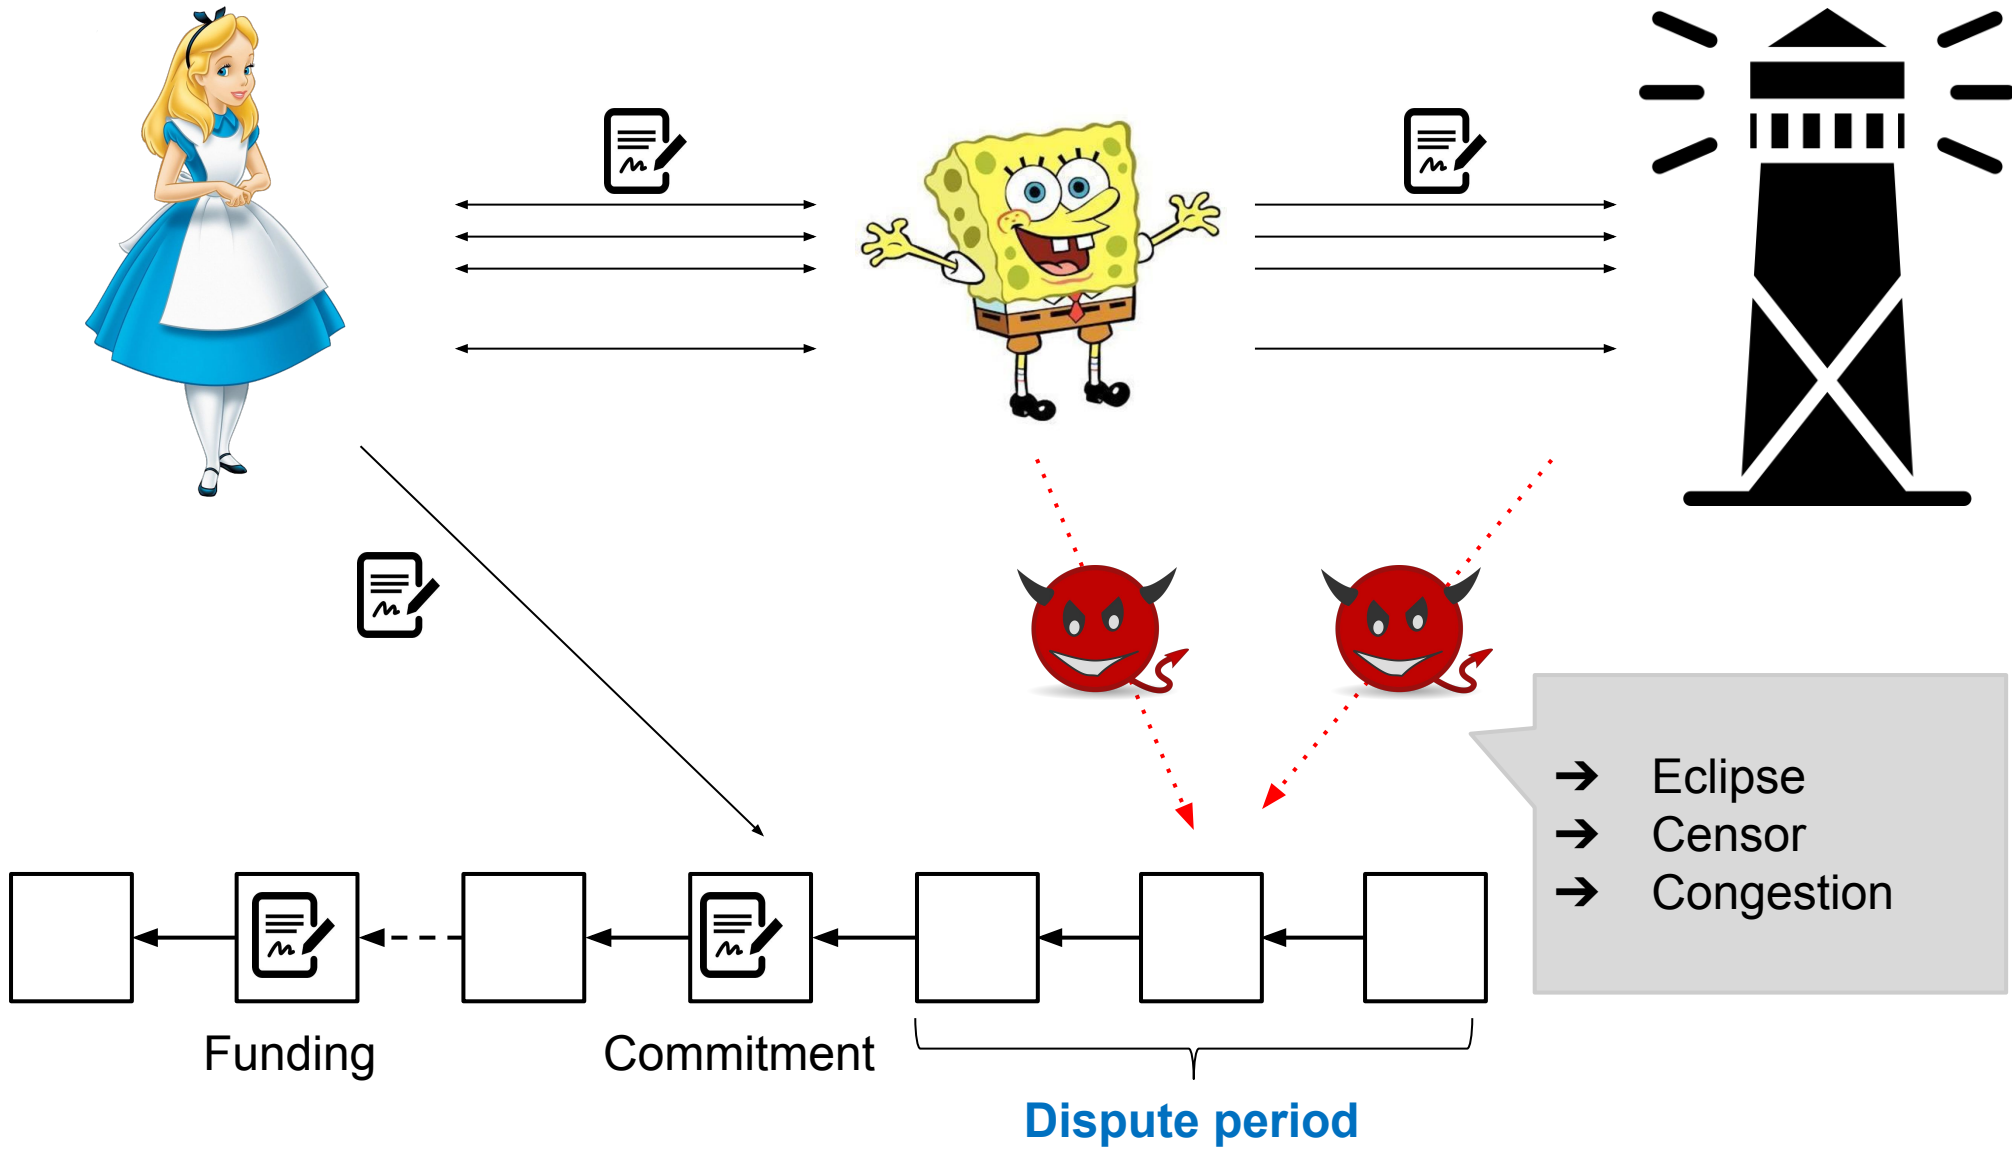 ➔ Eclipse
➔ Censor
➔ Congestion
Funding
Commitment
Dispute period